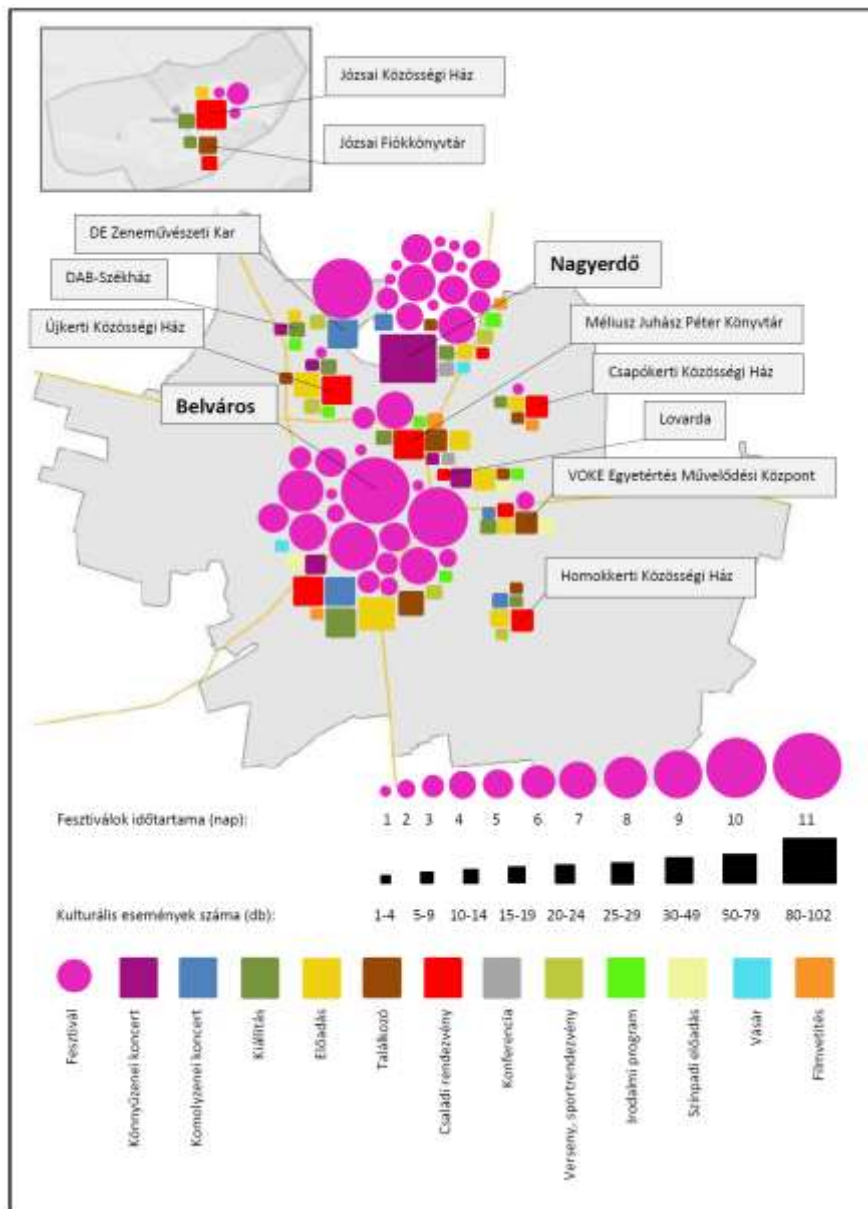 Józsai Közösségi Ház
Józsai Fiókkönyvtár
DE Zeneművészeti Kar
DAB-Székház
Nagyerdő
Újkerti Közösségi Ház
Méliusz Juhász Péter Könyvtár
Csapókerti Közösségi Ház
Belváros
Lovarda
VOKE Egyetértés Művelődési Központ
Homokkerti Közösségi Ház
Fesztiválok időtartama (nap): 1 2 3 4 5 6 7 8 9 10 11
Kulturális események száma (db): 1-4 5-9 10-14 15-19 20-24 25-29 30-49 50-79 80-102
Fesztivál
Könnyűzenei koncert
Komolyzenei koncert
Kiállítás
Előadás
Találkozó
Családi rendezvény
Konferencia
Verseny, sportrendezvény
Irodalmi program
Színpadi előadás
Vásár
Filmvetítés